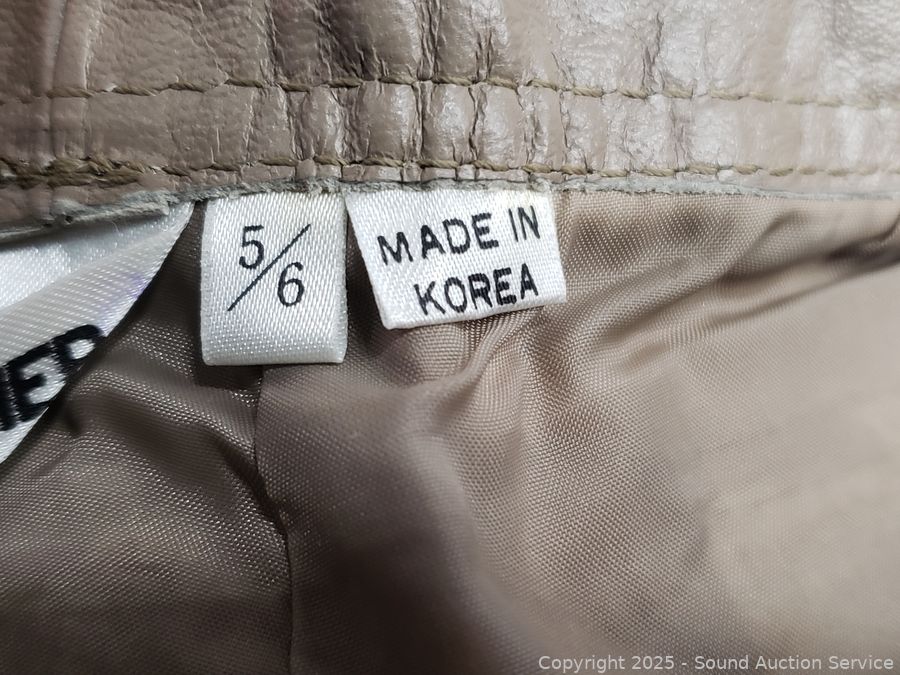 5/6
MADE IN
KOREA
Copyright 2025 - Sound Auction Service